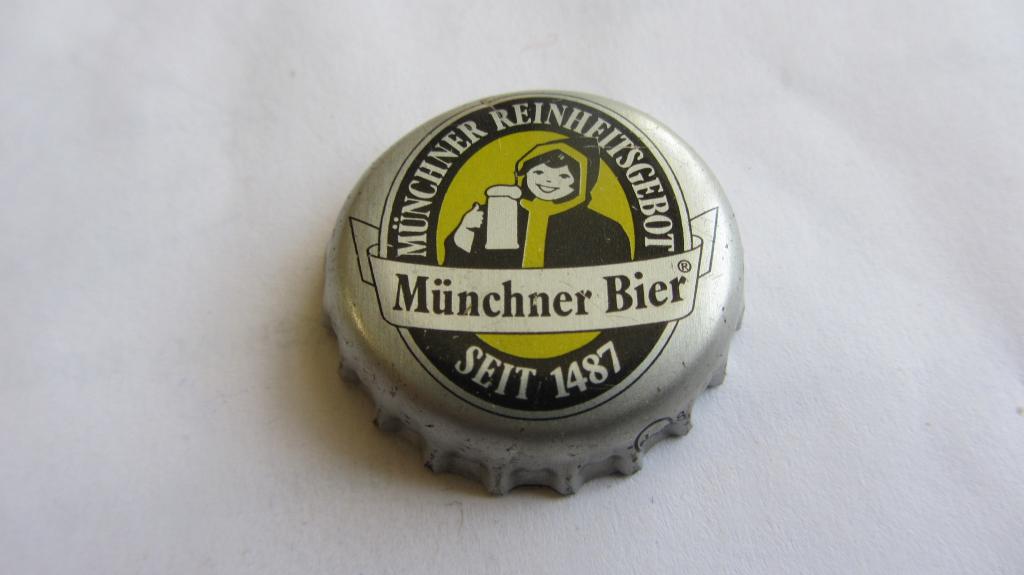 MÜNCHNER REINHEITSGEBOT
Münchner Bier®
SEIT 1487